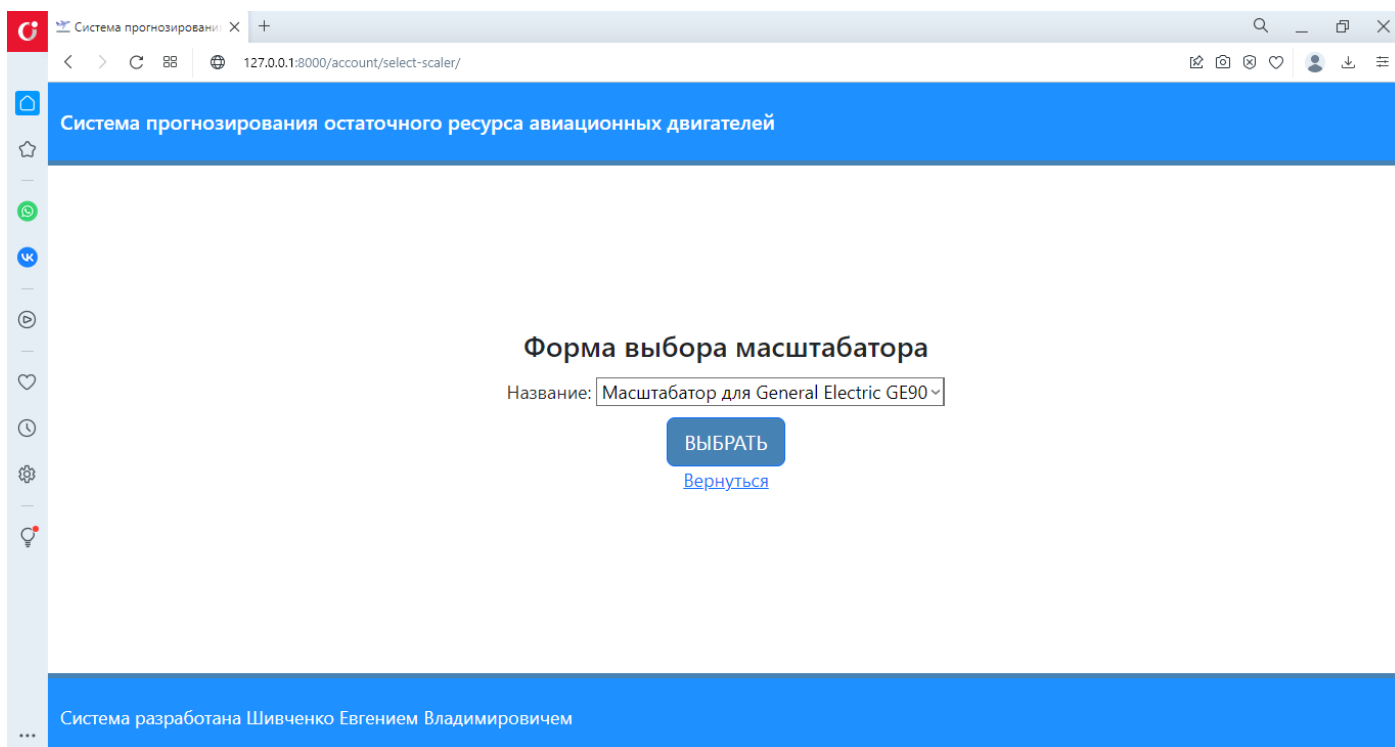 Система прогнозировани
127.0.0.1:8000/account/select-scaler/
Система прогнозирования остаточного ресурса авиационных двигателей
Форма выбора масштабатора
Название: Масштабатор для General Electric GE90
ВЫБРАТЬ
Вернуться
Система разработана Шивченко Евгением Владимировичем